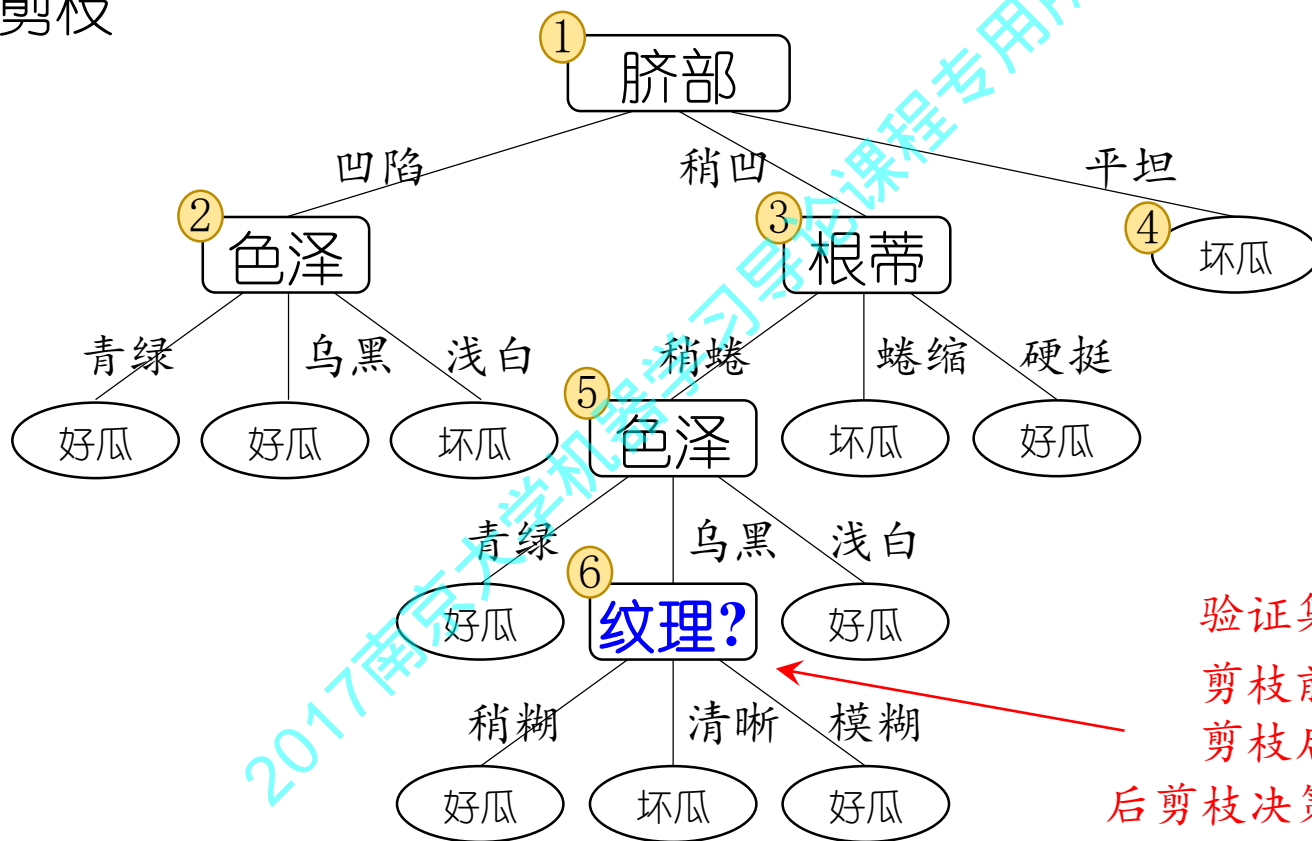 剪枝
①
脐部
凹陷
稍凹
平坦
②
色泽
③
根蒂
④
坏瓜
青绿
乌黑
浅白
稍蜷
蜷缩
硬挺
好瓜
好瓜
坏瓜
⑤
色泽
坏瓜
好瓜
青绿
乌黑
浅白
好瓜
⑥
纹理?
好瓜
验证集
剪枝前
剪枝后
后剪枝决策
稍糊
清晰
模糊
好瓜
坏瓜
好瓜
2017南京大学机器学习导论课程专用所